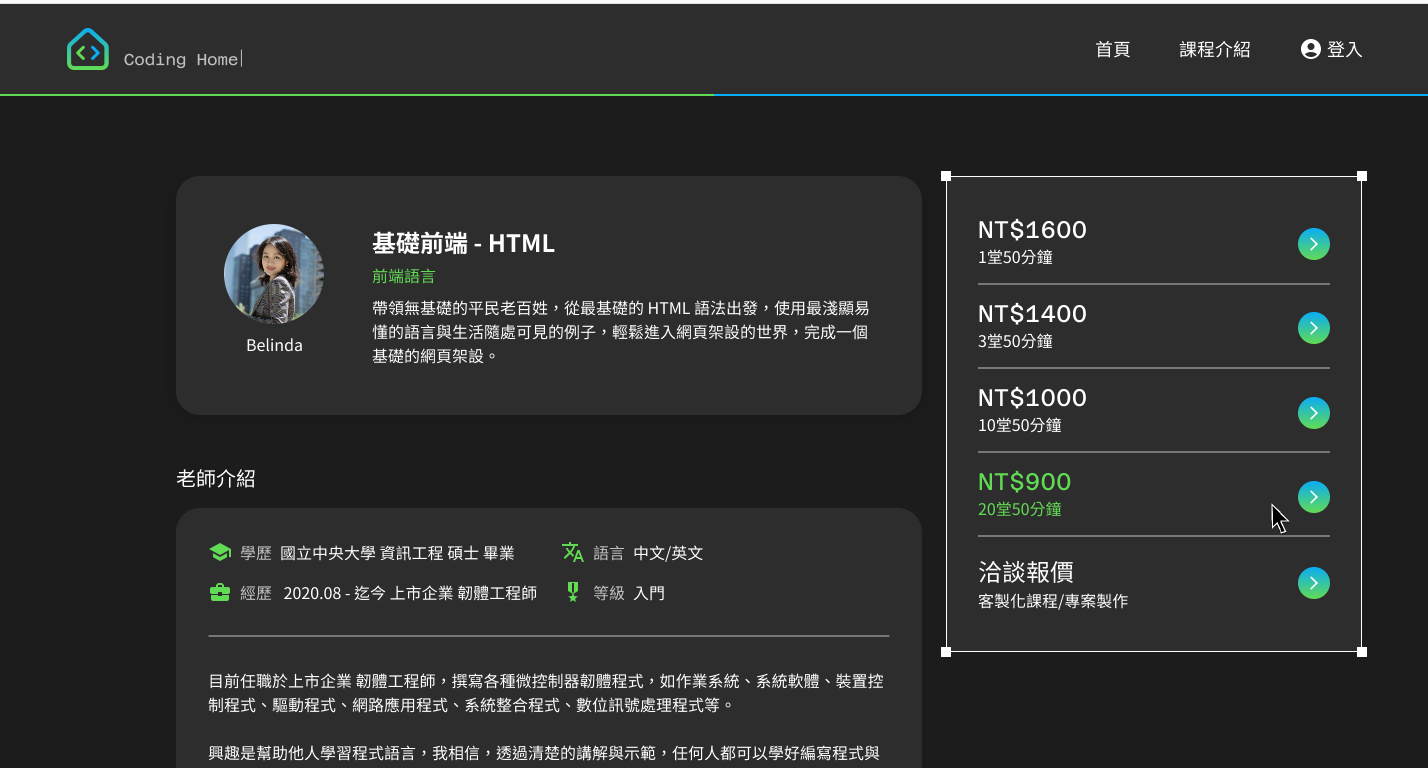 Coding Home
首頁
課程介紹
登入
基礎前端 - HTML
前端語言
帶領無基礎的平民老百姓，從最基礎的 HTML 語法出發，使用最淺顯易
懂的語言與生活隨處可見的例子，輕鬆進入網頁架設的世界，完成一個
基礎的網頁架設。
Belinda
NT$1600
1堂50分鐘
NT$1400
3堂50分鐘
NT$1000
10堂50分鐘
NT$900
20堂50分鐘
洽談報價
客製化課程/專案製作
老師介紹
學歷 國立中央大學 資訊工程 碩士 畢業
語言 中文/英文
經歷 2020.08 - 迄今 上市企業 韌體工程師
等級 入門
目前任職於上市企業 韌體工程師，撰寫各種微控制器韌體程式，如作業系統、系統軟體、裝置控
制程式、驅動程式、網路應用程式、系統整合程式、數位訊號處理程式等。
興趣是幫助他人學習程式語言，我相信，透過清楚的講解與示範，任何人都可以學好編寫程式與